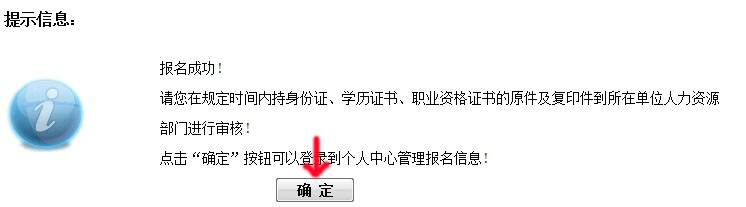 提示信息：
报名成功！
请您在规定时间内持身份证、学历证书、职业资格证书的原件及复印件到所在单位人力资源
部门进行审核！
点击“确定”按钮可以登录到个人中心管理报名信息！
确 定